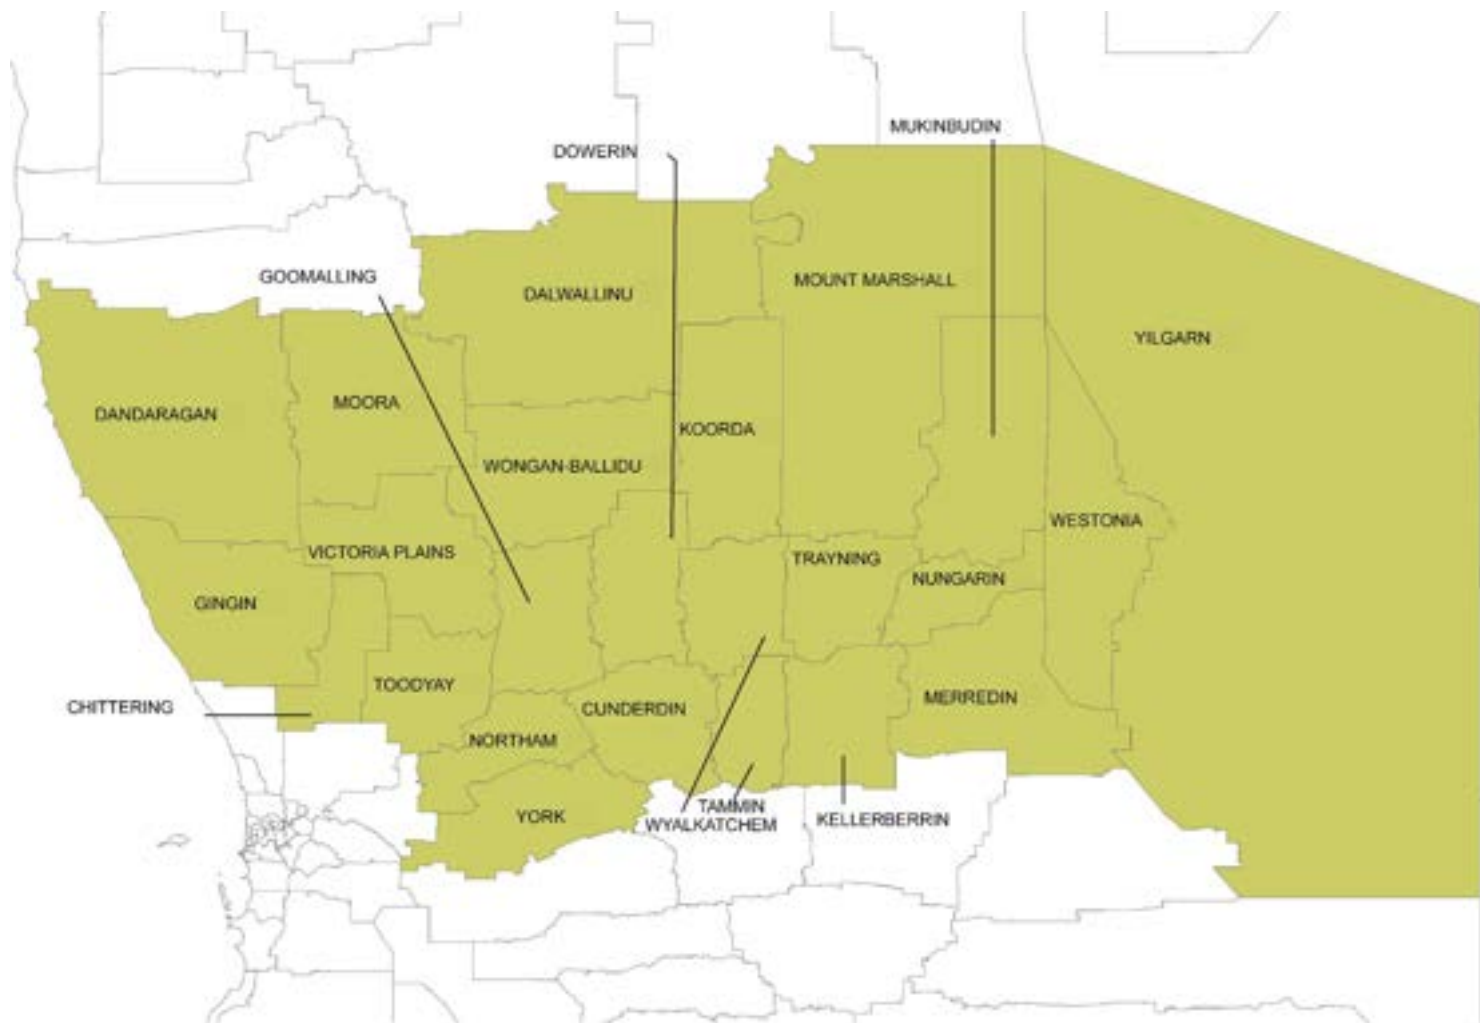 MUKINBUDIN
DOWERIN
GOOMALLING
MOUNT MARSHALL
DALWALLINU
YILGARN
MOORA
DANDARAGAN
KOORDA
WONGAN-BALLIDU
WESTONIA
VICTORIA PLAINS
TRAYNING
NUNGARIN
GINGIN
TOODYAY
MERREDIN
CHITTERING
CUNDERDIN
NORTHAM
TAMMIN
YORK
WYALKATCHEM
KELLERBERRIN